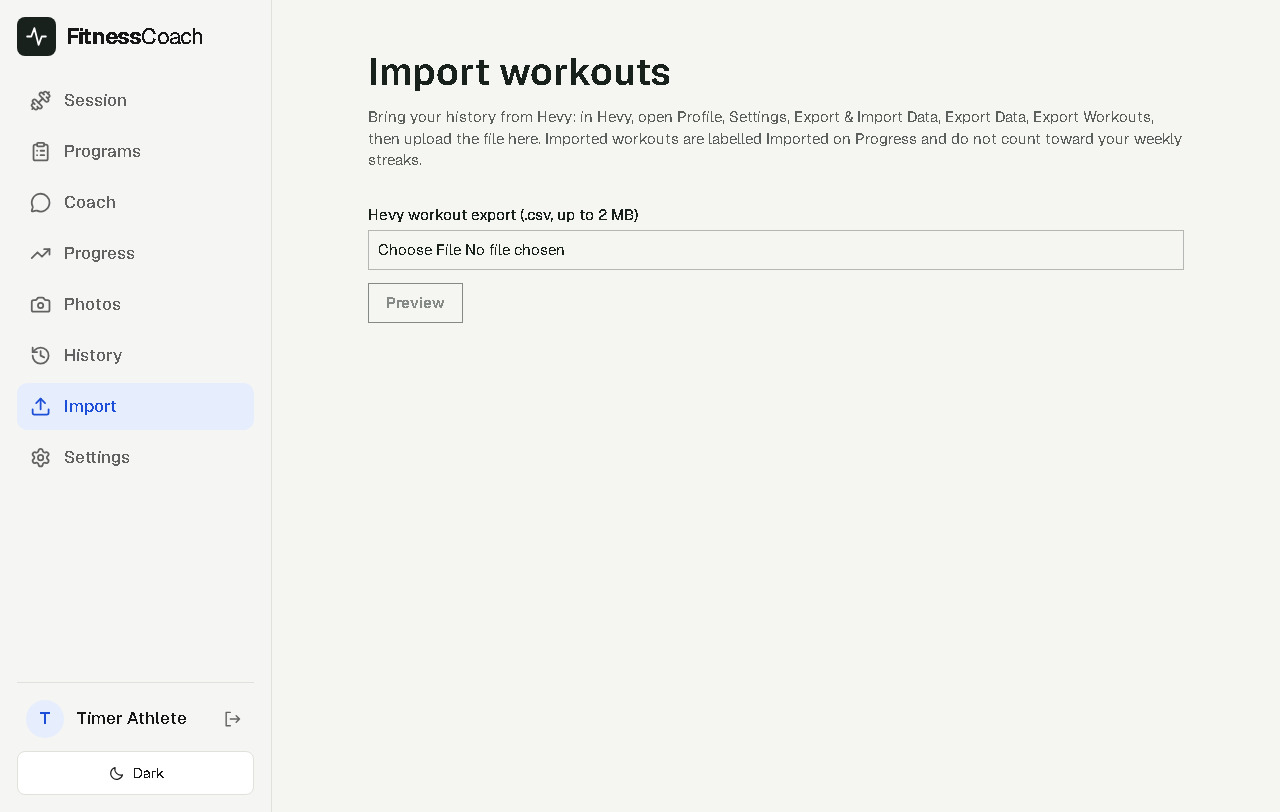 FitnessCoach
Session
Programs
Coach
Progress
Photos
History
Import
Settings
T
Timer Athlete
Dark
Import workouts
Bring your history from Hevy: in Hevy, open Profile, Settings, Export & Import Data, Export Data, Export Workouts,
then upload the file here. Imported workouts are labelled Imported on Progress and do not count toward your weekly
streaks.
Hevy workout export (.csv, up to 2 MB)
Choose File No file chosen
Preview